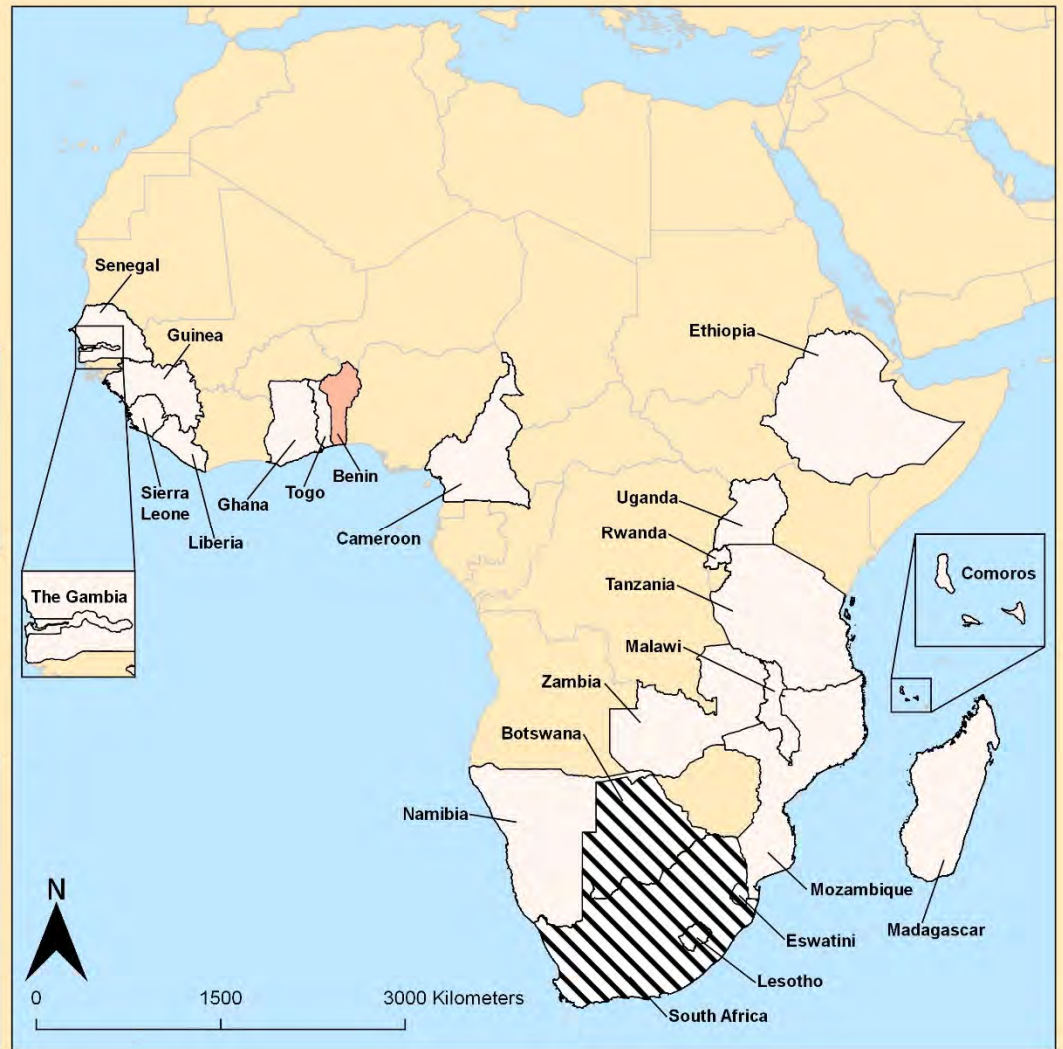 Senegal
Guinea
Ethiopia
Sierra
Leone
Liberia
Ghana
Togo
Benin
Cameroon
Uganda
Rwanda
Tanzania
Comoros
The Gambia
Malawi
Zambia
Botswana
Namibia
Mozambique
Madagascar
Eswatini
Lesotho
South Africa
N
0 1500 3000 Kilometers